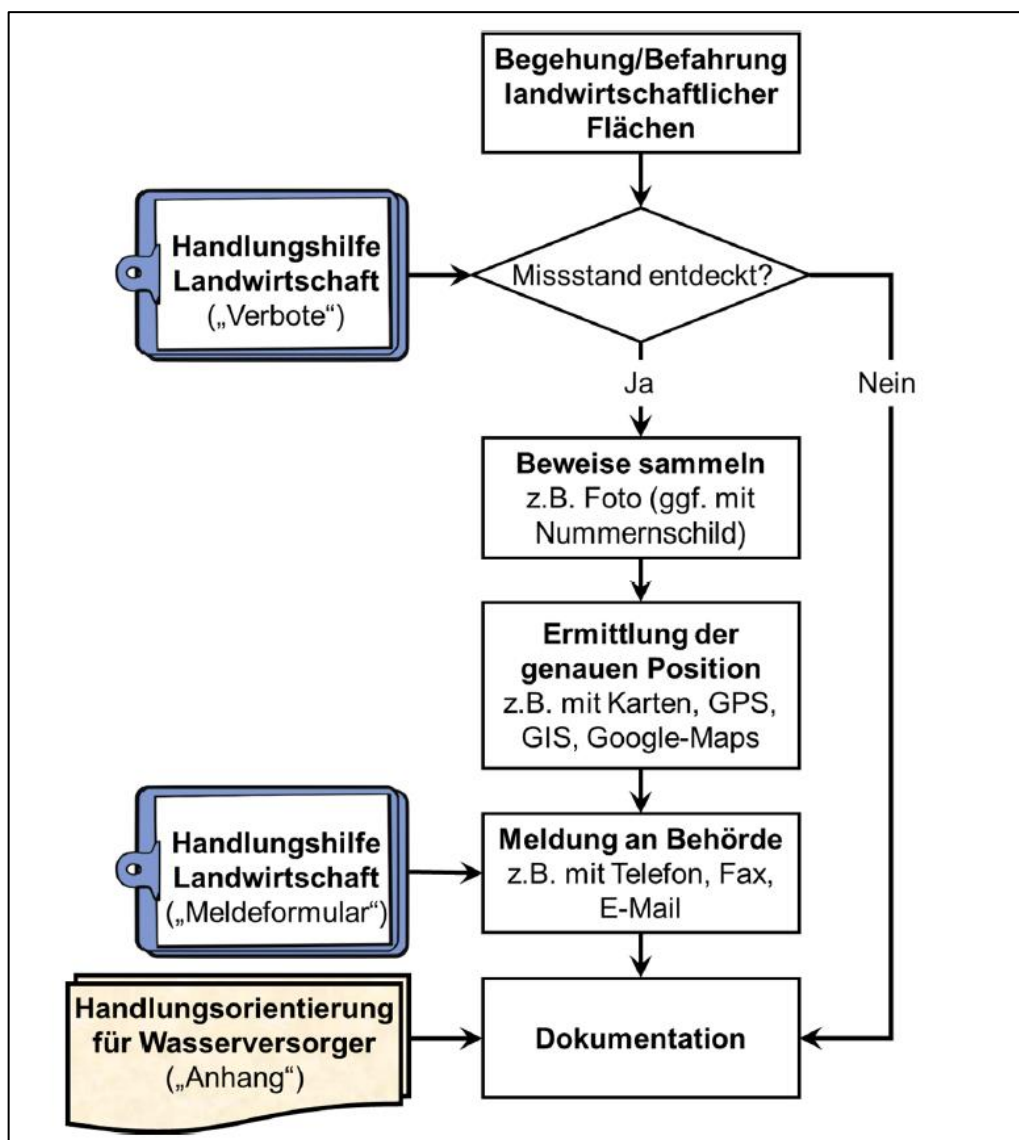 Begehung/Befahrung
landwirtschaftlicher
Flächen
Handlungshilfe
Landwirtschaft
(„Verbote“)
Missstand entdeckt?
Ja
Nein
Beweise sammeln
z.B. Foto (ggf. mit
Nummernschild)
Ermittlung der
genauen Position
z.B. mit Karten, GPS,
GIS, Google-Maps
Handlungshilfe
Landwirtschaft
(„Meldeformular“)
Meldung an Behörde
z.B. mit Telefon, Fax,
E-Mail
Handlungsorientierung
für Wasserversorger
(„Anhang“)
Dokumentation